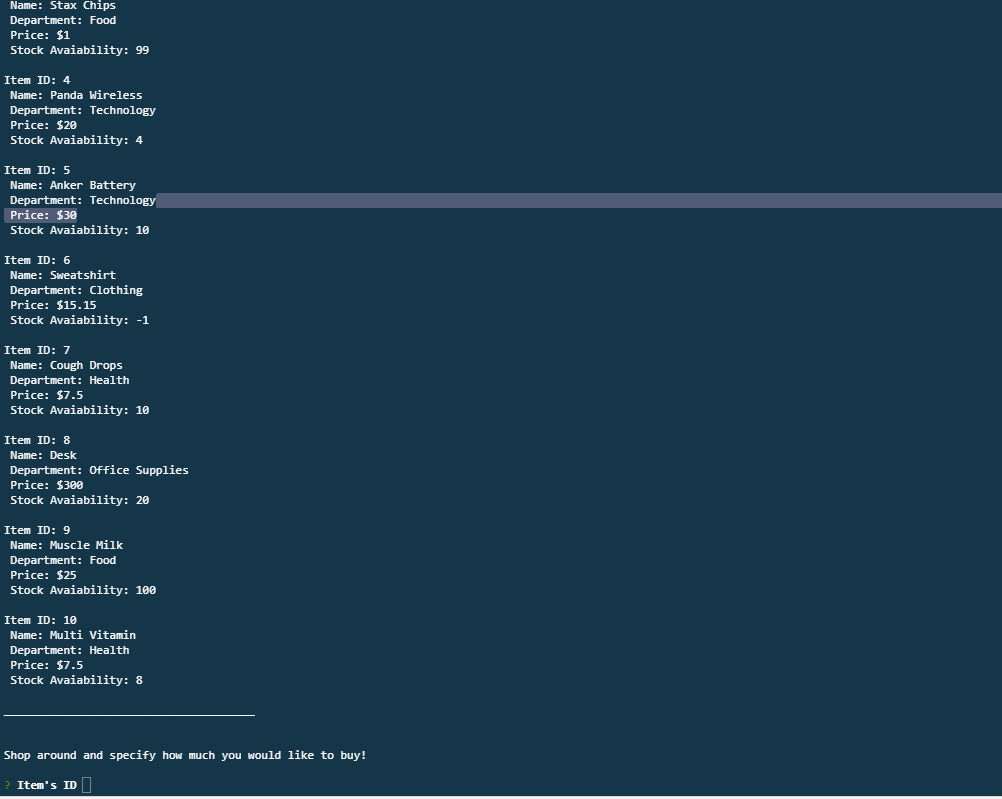 Name: Stax Chips
Department: Food
Price: $1
Stock Avaiability: 99
Item ID: 4
Name: Panda Wireless
Department: Technology
Price: $20
Stock Avaiability: 4
Item ID: 5
Name: Anker Battery
Department: Technology
Price: $30
Stock Avaiability: 10
Item ID: 6
Name: Sweatshirt
Department: Clothing
Price: $15.15
Stock Avaiability: -1
Item ID: 7
Name: Cough Drops
Department: Health
Price: $7.5
Stock Avaiability: 10
Item ID: 8
Name: Desk
Department: Office Supplies
Price: $300
Stock Avaiability: 20
Item ID: 9
Name: Muscle Milk
Department: Food
Price: $25
Stock Avaiability: 100
Item ID: 10
Name: Multi Vitamin
Department: Health
Price: $7.5
Stock Avaiability: 8
Shop around and specify how much you would like to buy!
? Item's ID